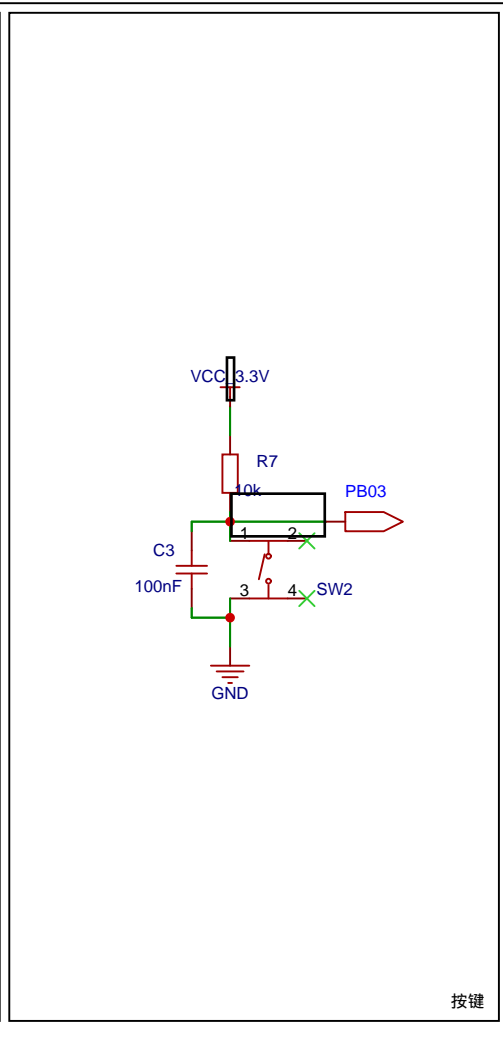 VCC_3.3V
R7
10k
PB03
1 2
C3
100nF
3 4 SW2
GND
按键